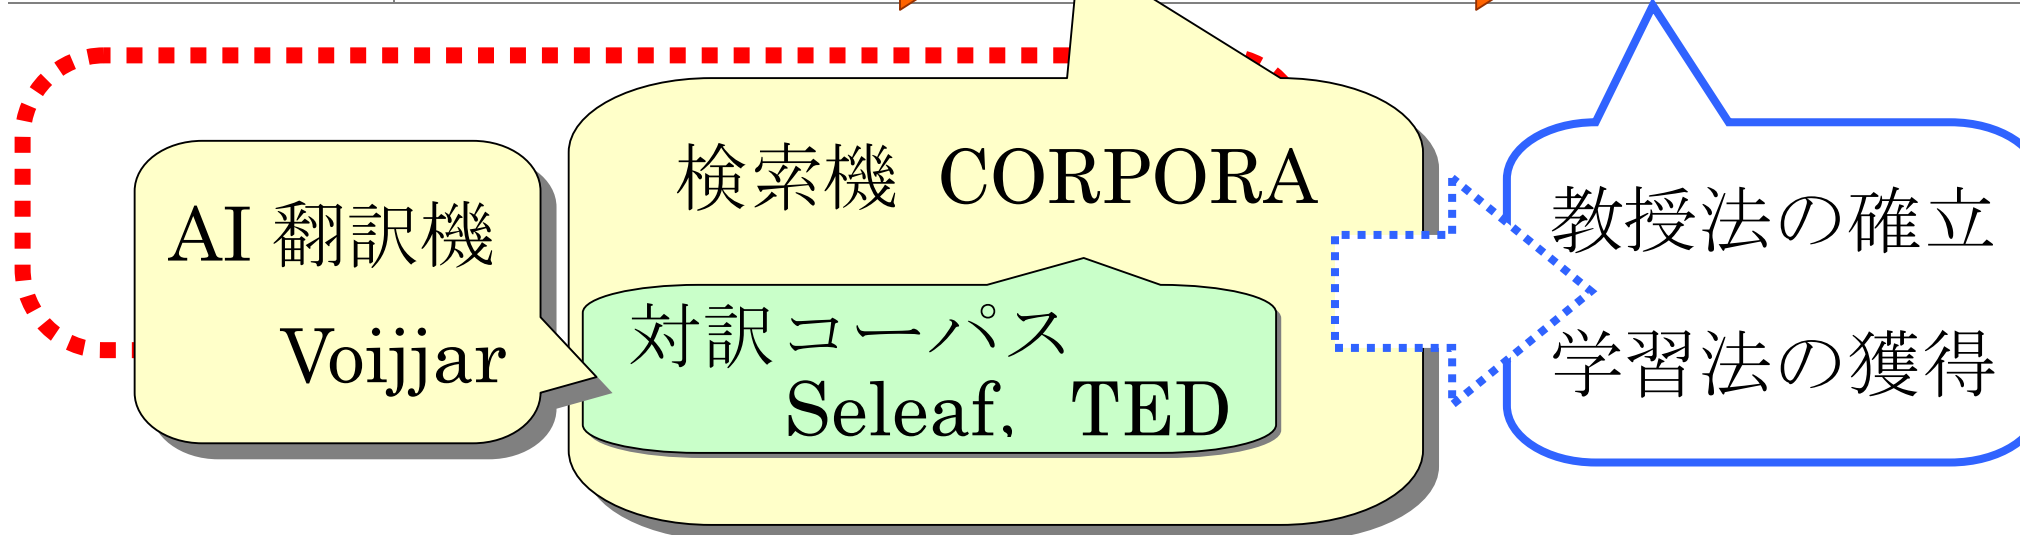 AI 翻訳機
Voijjar
検索機 CORPORA
対訳コーパス
Seleaf, TED
教授法の確立
学習法の獲得